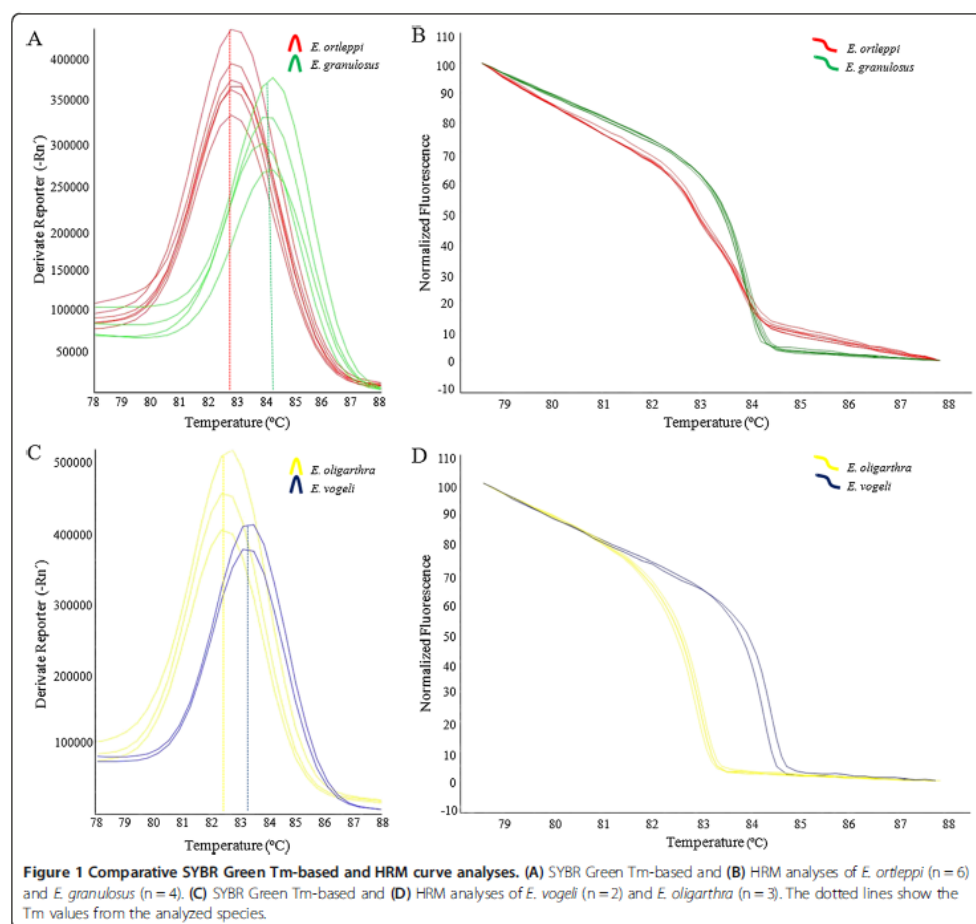 A
E. ortleppi
E. granulosus
400000
350000
300000
250000
200000
150000
100000
50000
Derivate Reporter (-Rn´)
78 79 80 81 82 83 84 85 86 87 88
Temperature (ºC)
B
E. ortleppi
E. granulosus
110
100
90
80
70
60
50
40
30
20
10
0
-10
Normalized Fluorescence
79 80 81 82 83 84 85 86 87 88
Temperature (ºC)
C
E. oligarthra
E. vogeli
500000
400000
300000
200000
100000
Derivate Reporter (-Rn´)
78 79 80 81 82 83 84 85 86 87 88
Temperature (ºC)
D
E. oligarthra
E. vogeli
110
100
90
80
70
60
50
40
30
20
10
0
-10
Normalized Fluorescence
79 80 81 82 83 84 85 86 87 88
Temperature (ºC)
Figure 1 Comparative SYBR Green Tm-based and HRM curve analyses. (A) SYBR Green Tm-based and (B) HRM analyses of E. ortleppi (n = 6)
and E. granulosus (n = 4). (C) SYBR Green Tm-based and (D) HRM analyses of E. vogeli (n = 2) and E. oligarthra (n = 3). The dotted lines show the
Tm values from the analyzed species.